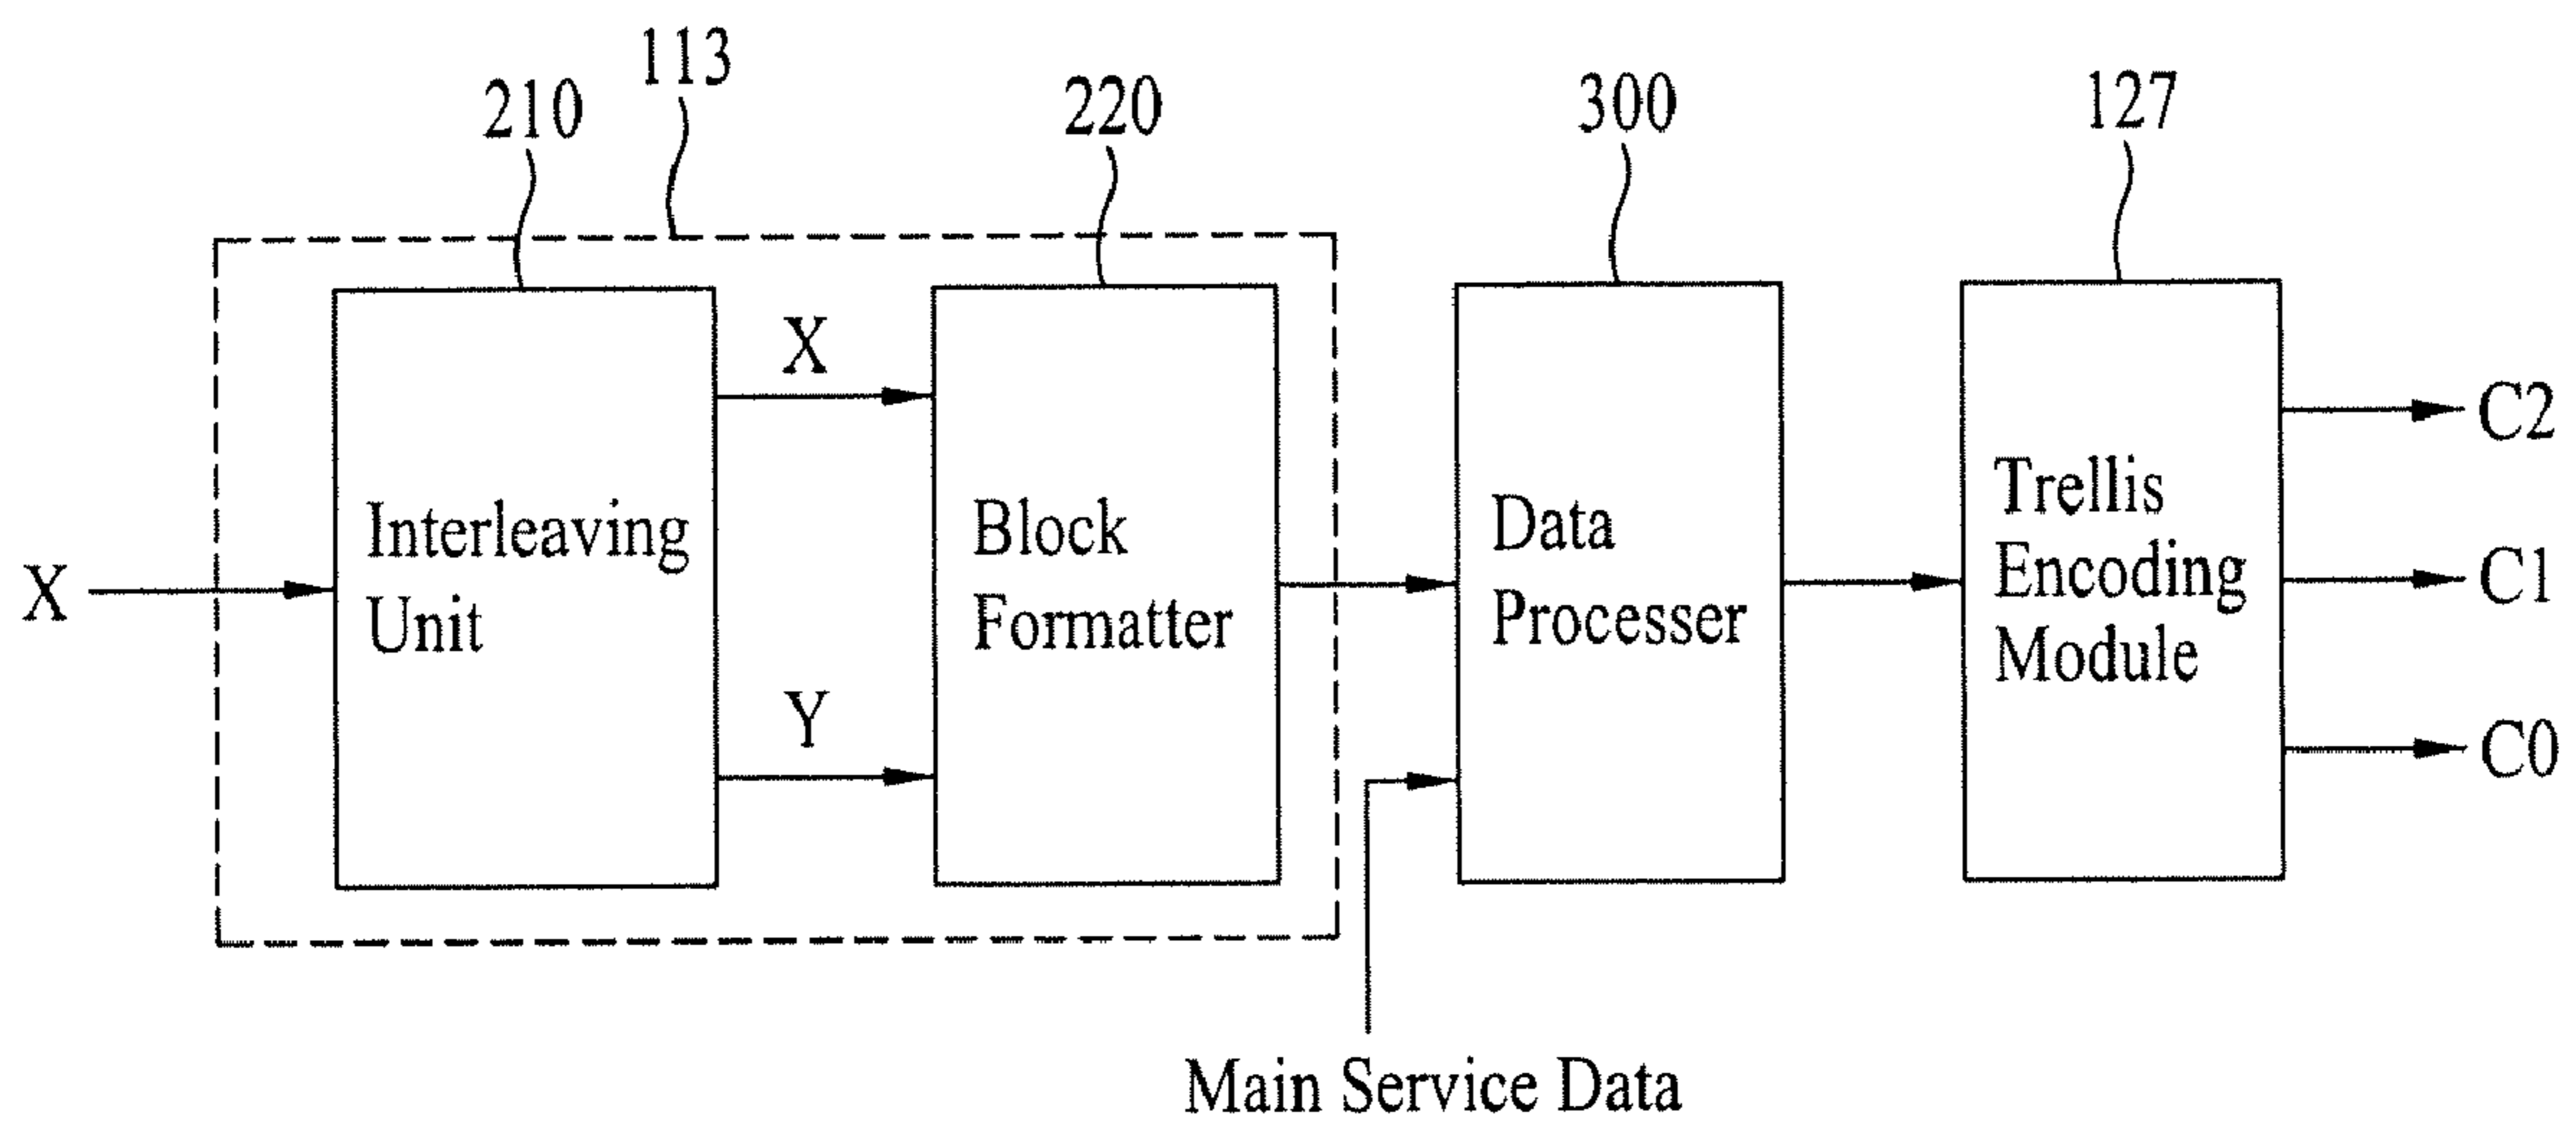 113
210
220
300
127
X
Interleaving
Unit
X
Y
Block
Formatter
Data
Processer
Trellis
Encoding
Module
C2
C1
C0
Main Service Data